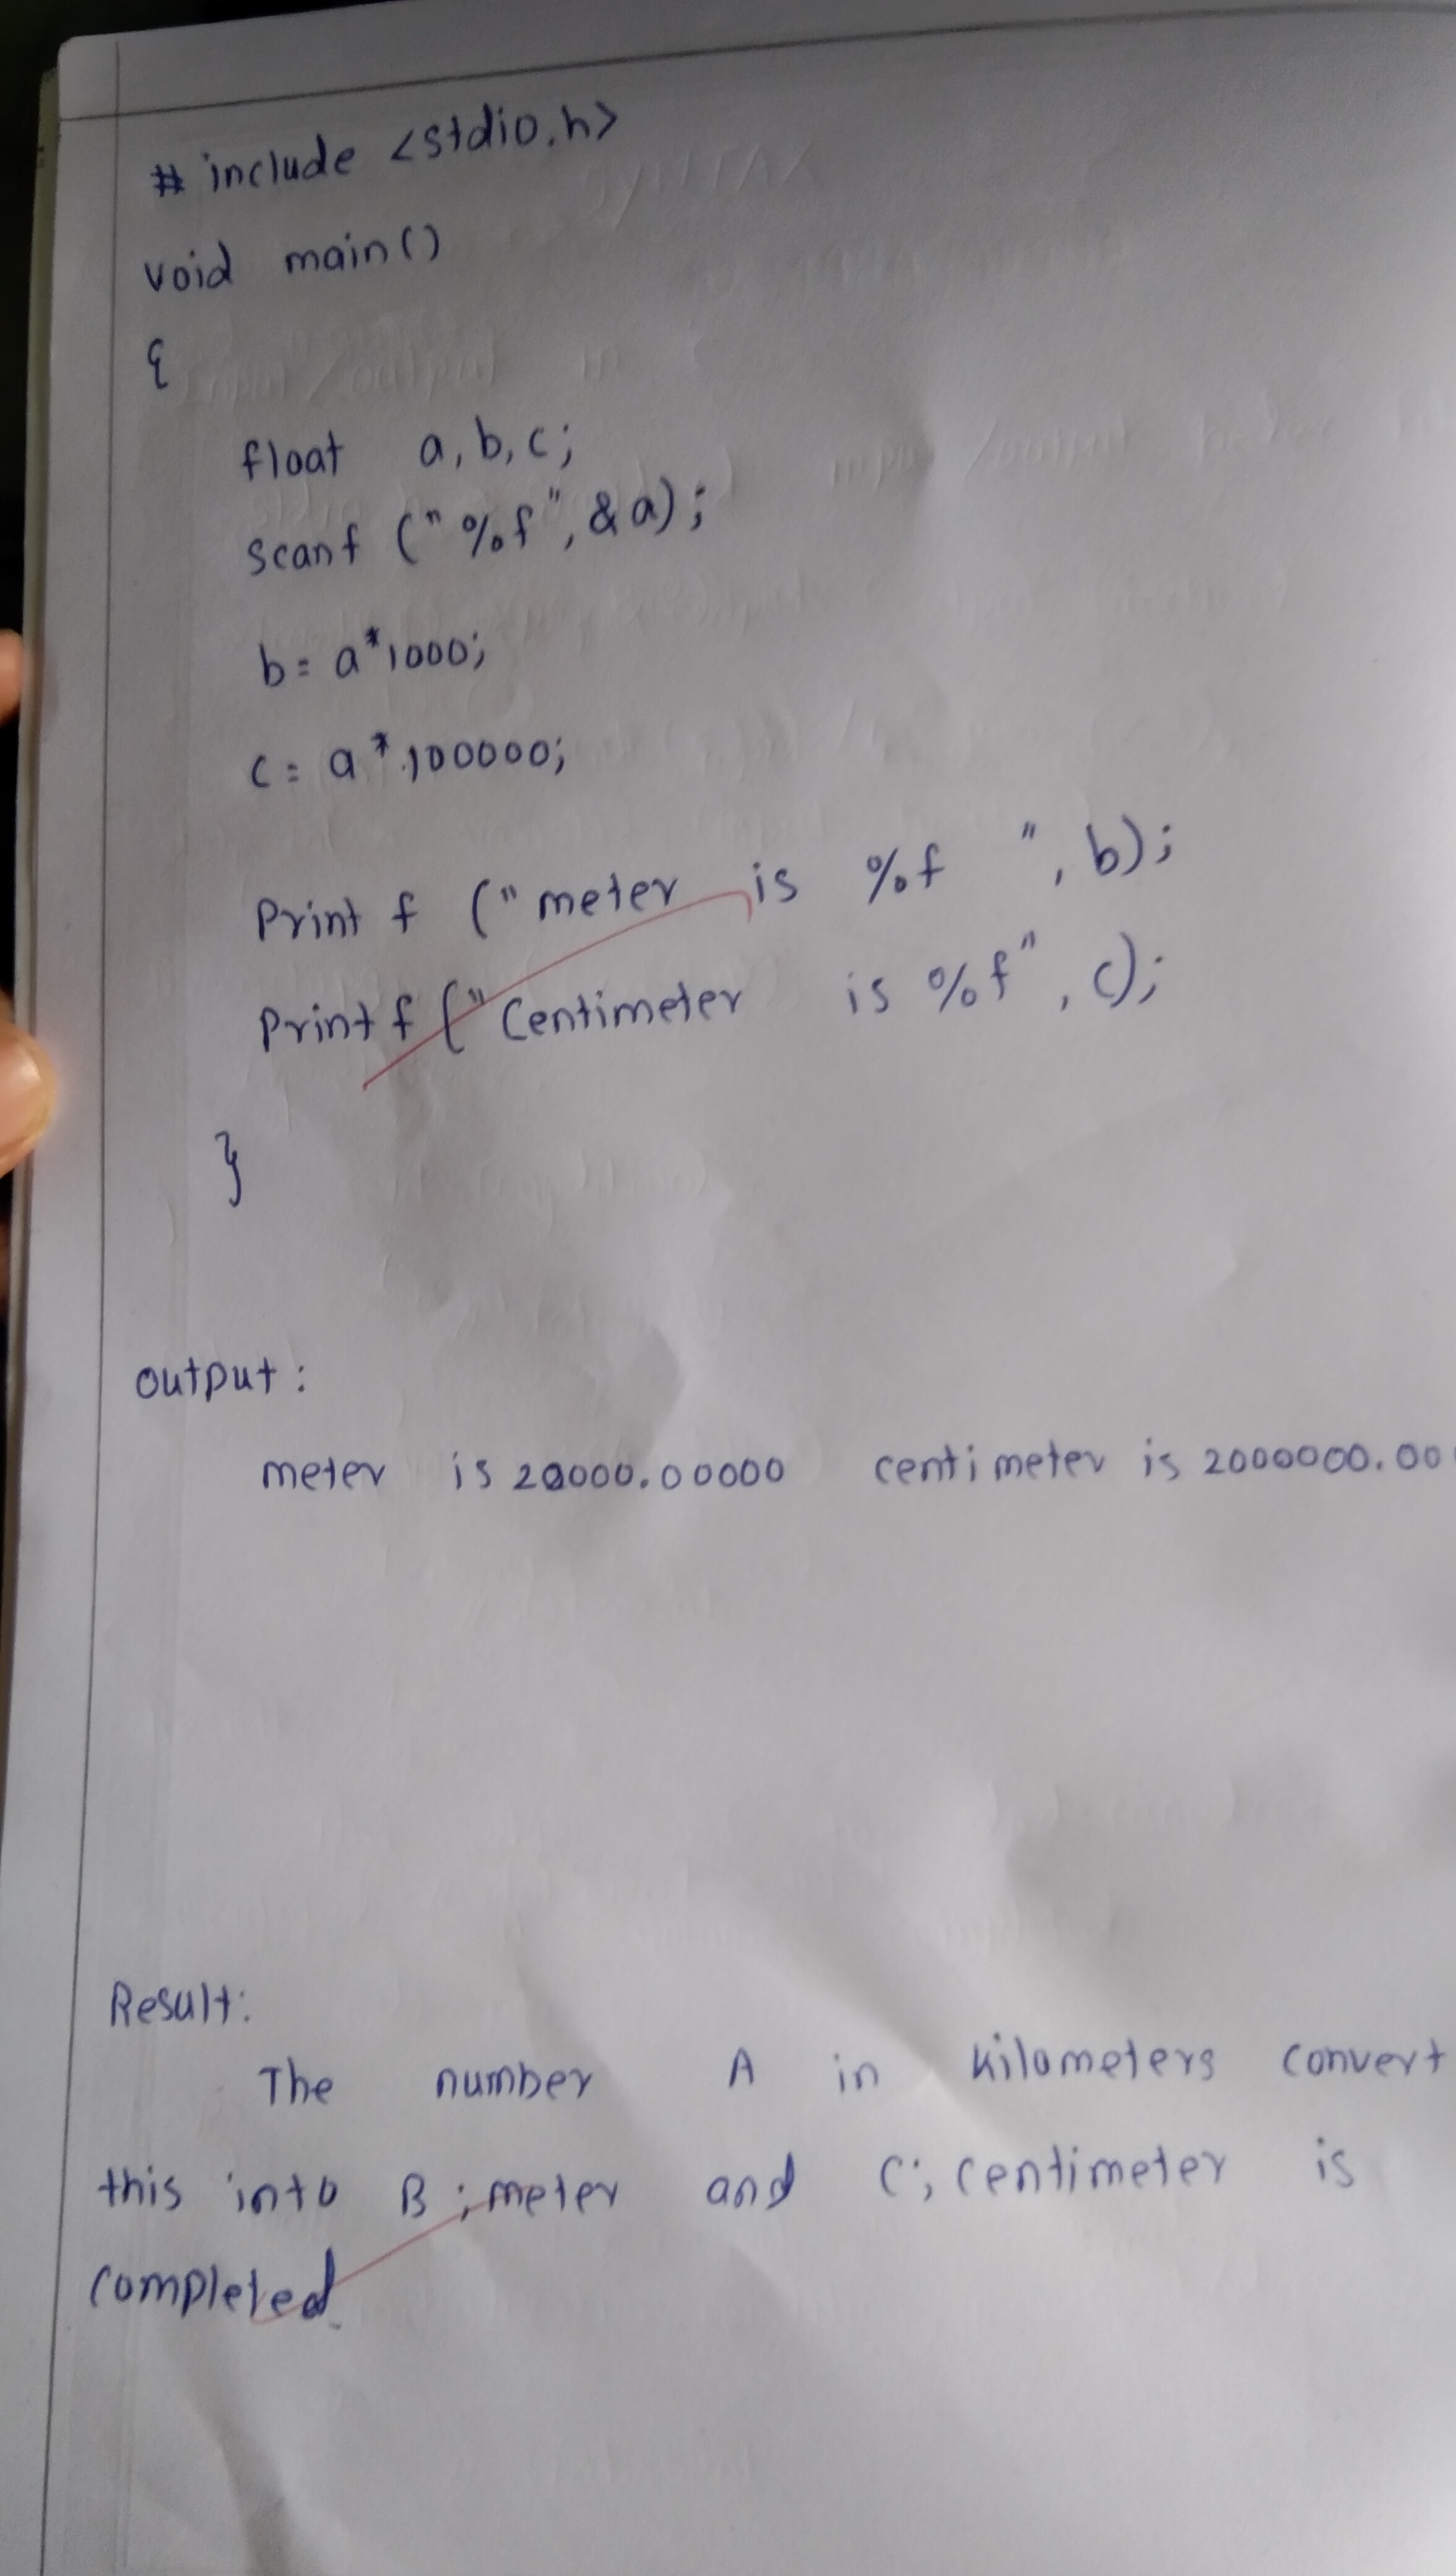 # include <stdio.h>
void main()
{
float a, b, c;
scanf ("%f", &a);
b = a*1000;
c = a*100000;
Print f ("meter is %f ", b);
Print f ("Centimeter is %f", c);
}
output:
meter is 20000.00000 centimeter is 2000000.00
Result:
The number A in kilometers convert
this into B; meter and C; centimeter is
completed.